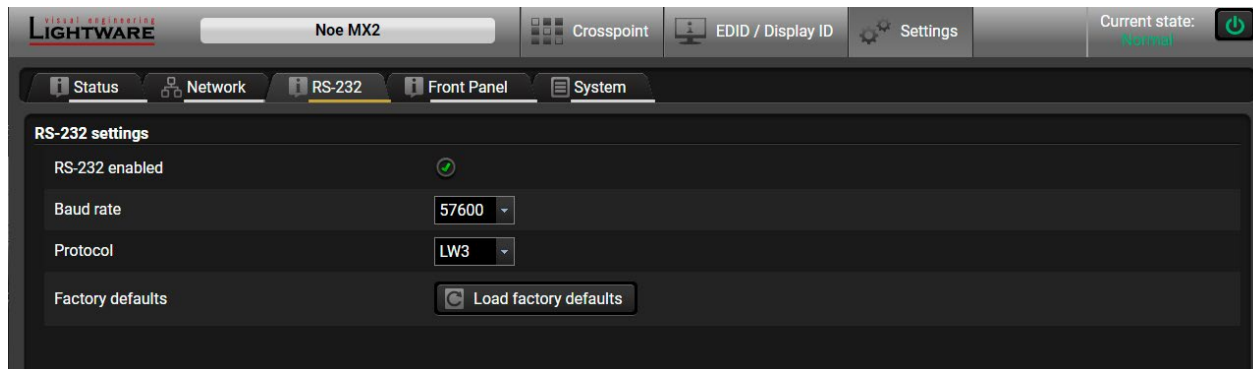 visual engineering
LIGHTWARE
Noe MX2
Crosspoint
EDID / Display ID
Settings
Current state:
Normal
Status
Network
RS-232
Front Panel
System
RS-232 settings
RS-232 enabled
Baud rate
57600
Protocol
LW3
Factory defaults
Load factory defaults